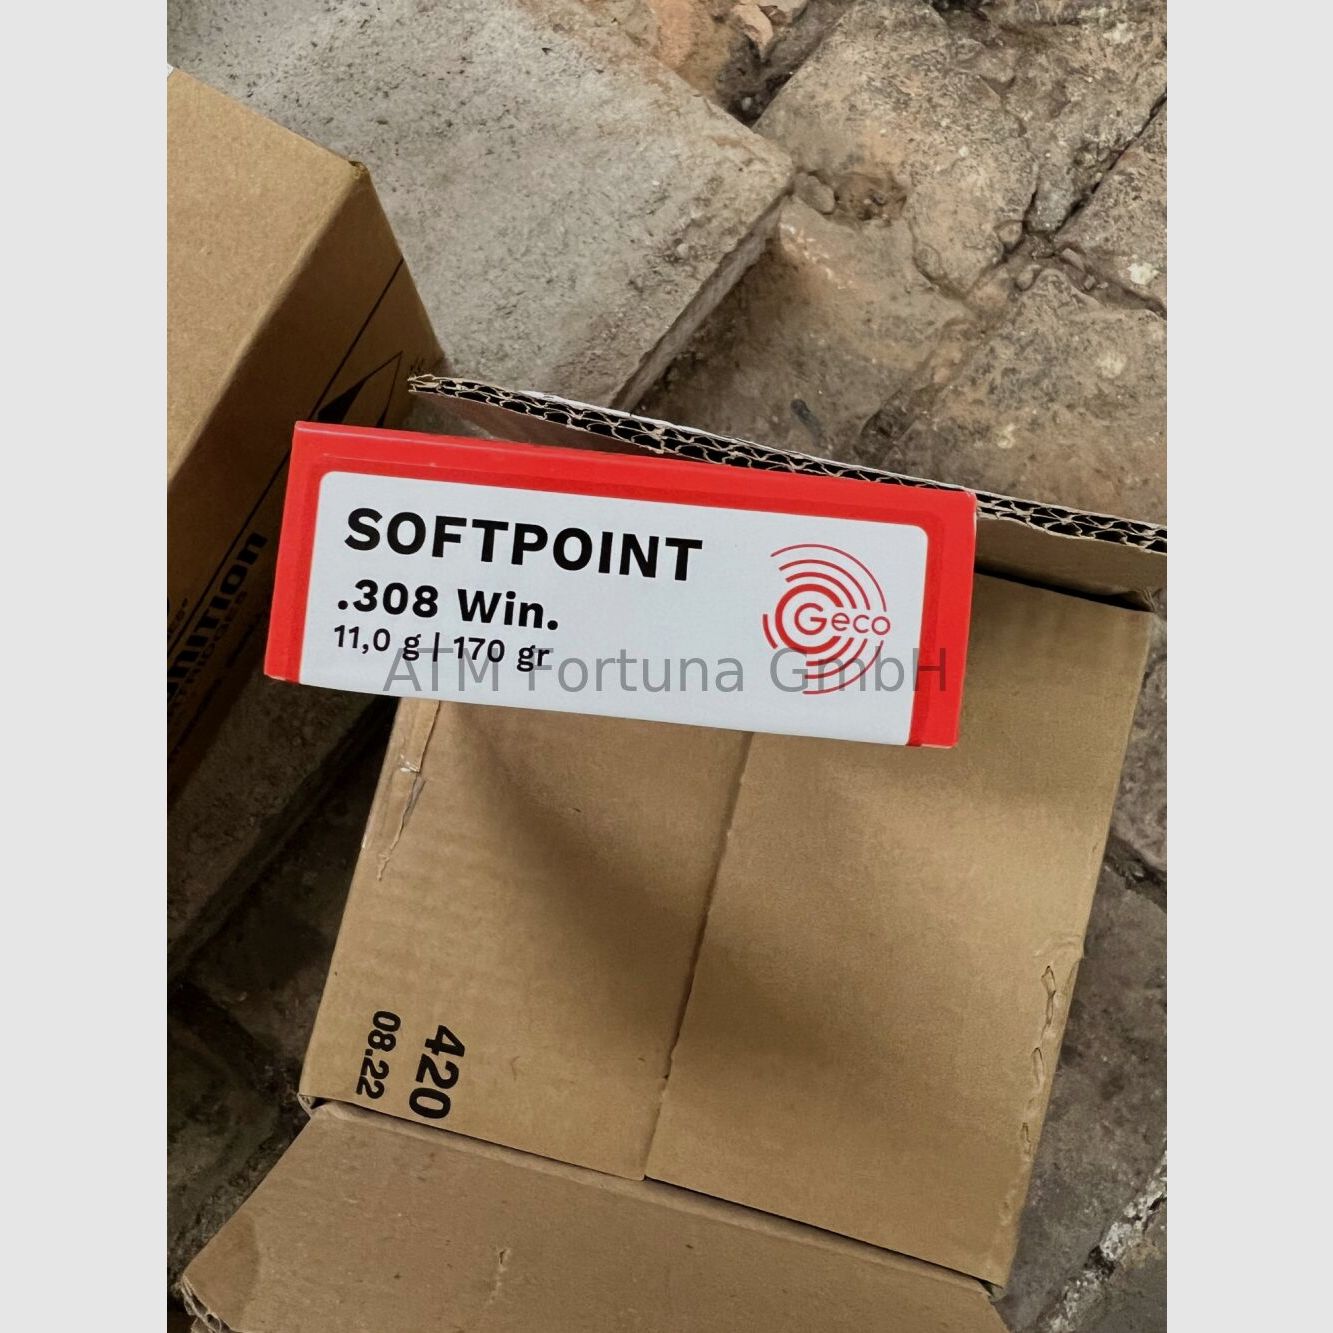 SOFTPOINT
.308 Win.
11,0 g | 170 gr
Geco
ATM Fortuna GmbH
420
08.22